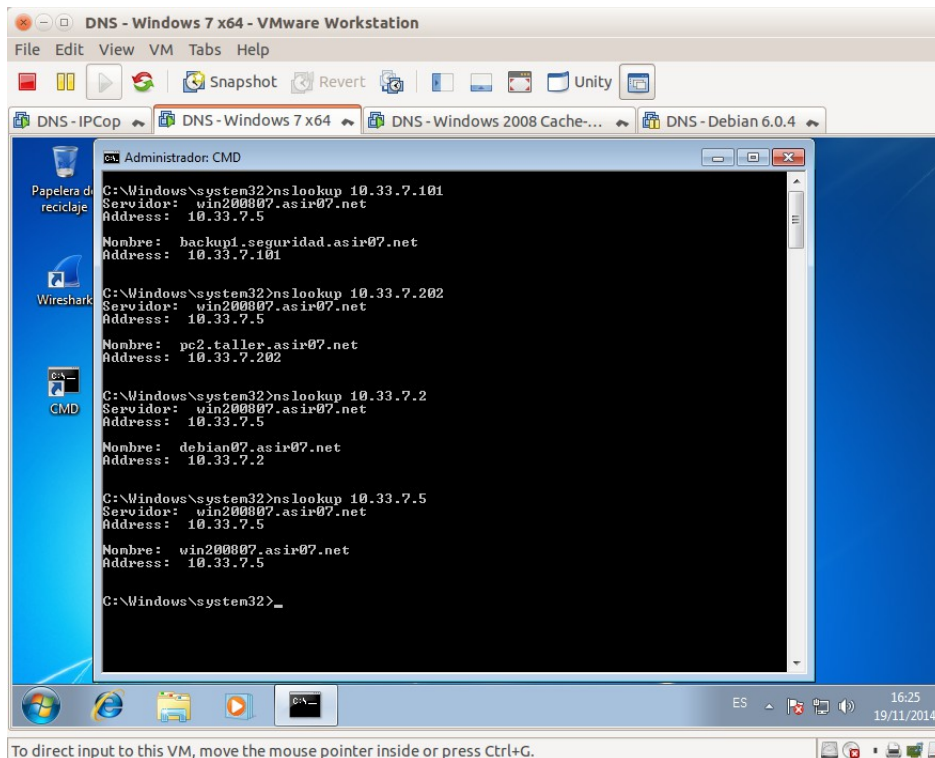 DNS - Windows 7 x64 - VMware Workstation
File Edit View VM Tabs Help
Snapshot Revert Unity
DNS - IPCop DNS - Windows 7 x64 DNS - Windows 2008 Cache-... DNS - Debian 6.0.4
Papelera de
reciclaje
Wireshark
CMD
Administrador: CMD
C:\Windows\system32>nslookup 10.33.7.101
Servidor: win200807.asir07.net
Address: 10.33.7.5
Nombre: backup1.seguridad.asir07.net
Address: 10.33.7.101
C:\Windows\system32>nslookup 10.33.7.202
Servidor: win200807.asir07.net
Address: 10.33.7.5
Nombre: pc2.taller.asir07.net
Address: 10.33.7.202
C:\Windows\system32>nslookup 10.33.7.2
Servidor: win200807.asir07.net
Address: 10.33.7.5
Nombre: debian07.asir07.net
Address: 10.33.7.2
C:\Windows\system32>nslookup 10.33.7.5
Servidor: win200807.asir07.net
Address: 10.33.7.5
Nombre: win200807.asir07.net
Address: 10.33.7.5
C:\Windows\system32>_
ES
16:25
19/11/2014
To direct input to this VM, move the mouse pointer inside or press Ctrl+G.